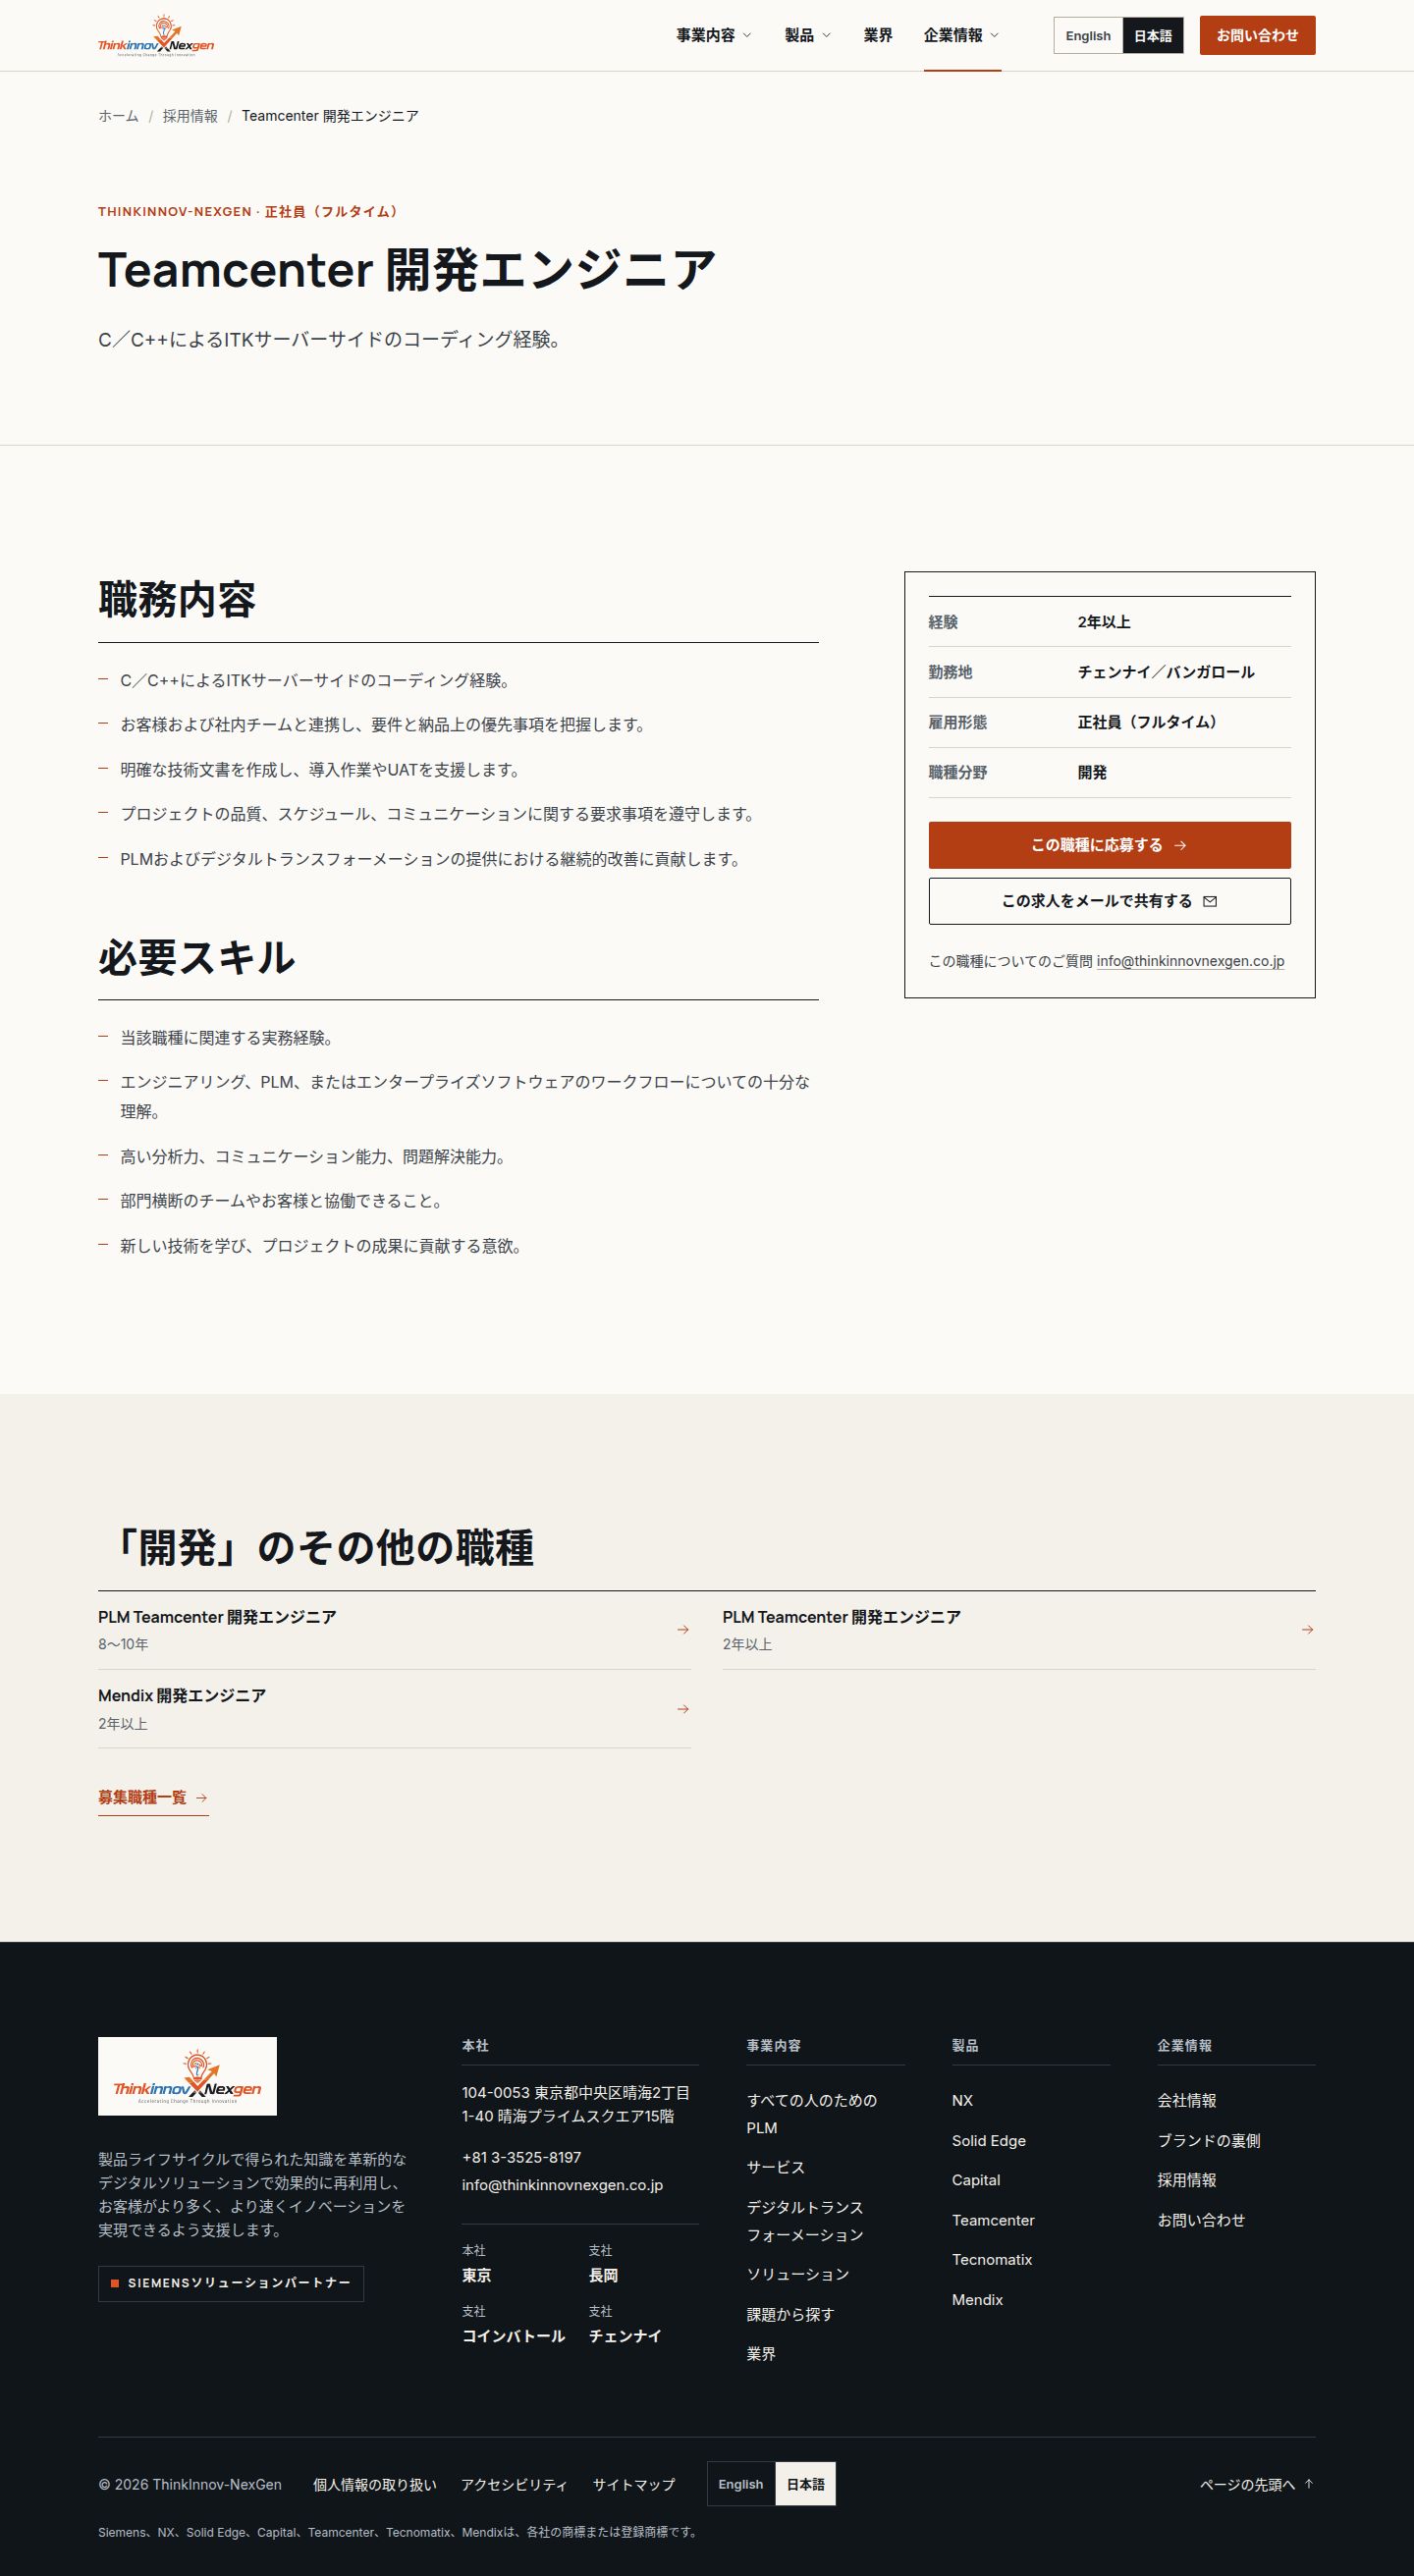 Thinkinnov Nexgen
Accelerating Change Through Innovation
事業内容
製品
業界
企業情報
English
日本語
お問い合わせ
ホーム / 採用情報 / Teamcenter 開発エンジニア
THINKINNOV-NEXGEN · 正社員（フルタイム）
Teamcenter 開発エンジニア
C／C++によるITKサーバーサイドのコーディング経験。
職務内容
C／C++によるITKサーバーサイドのコーディング経験。
お客様および社内チームと連携し、要件と納品上の優先事項を把握します。
明確な技術文書を作成し、導入作業やUATを支援します。
プロジェクトの品質、スケジュール、コミュニケーションに関する要求事項を遵守します。
PLMおよびデジタルトランスフォーメーションの提供における継続的改善に貢献します。
必要スキル
当該職種に関連する実務経験。
エンジニアリング、PLM、またはエンタープライズソフトウェアのワークフローについての十分な
理解。
高い分析力、コミュニケーション能力、問題解決能力。
部門横断のチームやお客様と協働できること。
新しい技術を学び、プロジェクトの成果に貢献する意欲。
経験 2年以上
勤務地 チェンナイ／バンガロール
雇用形態 正社員（フルタイム）
職種分野 開発
この職種に応募する →
この求人をメールで共有する
この職種についてのご質問 info@thinkinnovnexgen.co.jp
「開発」のその他の職種
PLM Teamcenter 開発エンジニア
8〜10年
→
PLM Teamcenter 開発エンジニア
2年以上
→
Mendix 開発エンジニア
2年以上
→
募集職種一覧 →
Thinkinnov Nexgen
Accelerating Change Through Innovation
製品ライフサイクルで得られた知識を革新的な
デジタルソリューションで効果的に再利用し、
お客様がより多く、より速くイノベーションを
実現できるよう支援します。
SIEMENSソリューションパートナー
本社
104-0053 東京都中央区晴海2丁目
1-40 晴海プライムスクエア15階
+81 3-3525-8197
info@thinkinnovnexgen.co.jp
本社
東京
支社
長岡
支社
コインバトール
支社
チェンナイ
事業内容
すべての人のための
PLM
サービス
デジタルトランス
フォーメーション
ソリューション
課題から探す
業界
製品
NX
Solid Edge
Capital
Teamcenter
Tecnomatix
Mendix
企業情報
会社情報
ブランドの裏側
採用情報
お問い合わせ
© 2026 ThinkInnov-NexGen
個人情報の取り扱い
アクセシビリティ
サイトマップ
English
日本語
ページの先頭へ ↑
Siemens、NX、Solid Edge、Capital、Teamcenter、Tecnomatix、Mendixは、各社の商標または登録商標です。